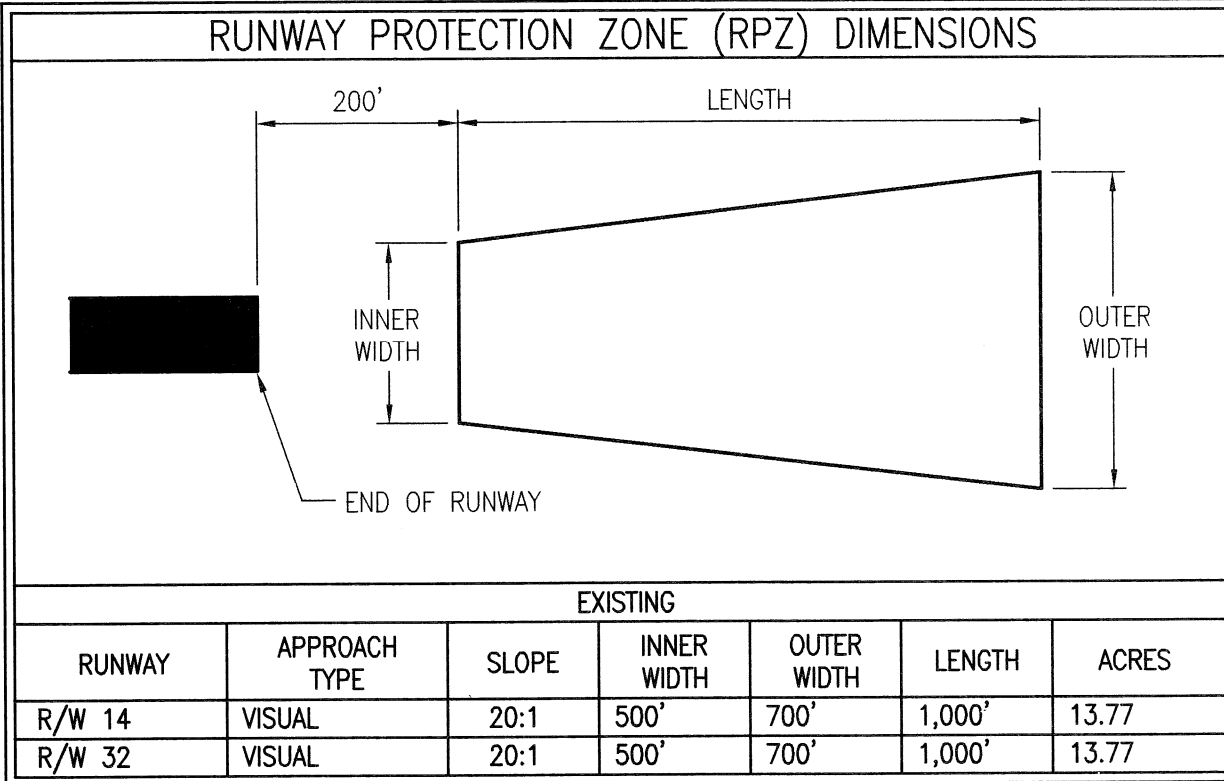 RUNWAY PROTECTION ZONE (RPZ) DIMENSIONS
200'
LENGTH
INNER
WIDTH
OUTER
WIDTH
END OF RUNWAY
EXISTING
RUNWAY APPROACH TYPE SLOPE INNER WIDTH OUTER WIDTH LENGTH ACRES
R/W 14 VISUAL 20:1 500' 700' 1,000' 13.77
R/W 32 VISUAL 20:1 500' 700' 1,000' 13.77